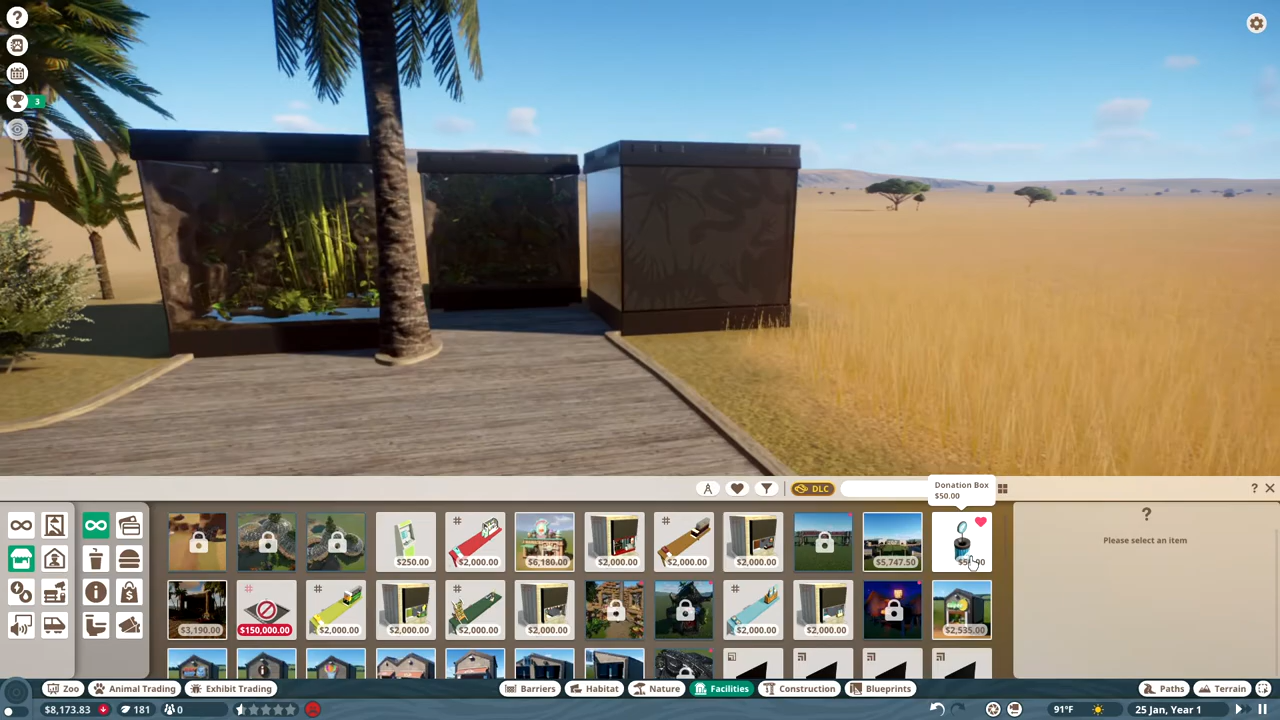 ?
3
DLC
Donation Box
$50.00
?
$250.00
$2,000.00
$6,180.00
$2,000.00
$2,000.00
$2,000.00
$5,747.50
?
Please select an item
$3,190.00
$150,000.00
$2,000.00
$2,000.00
$2,000.00
$2,000.00
$2,000.00
$2,000.00
$2,535.00
Zoo
Animal Trading
Exhibit Trading
Barriers
Habitat
Nature
Facilities
Construction
Blueprints
Paths
Terrain
$8,173.83
181
0
91°F
25 Jan, Year 1